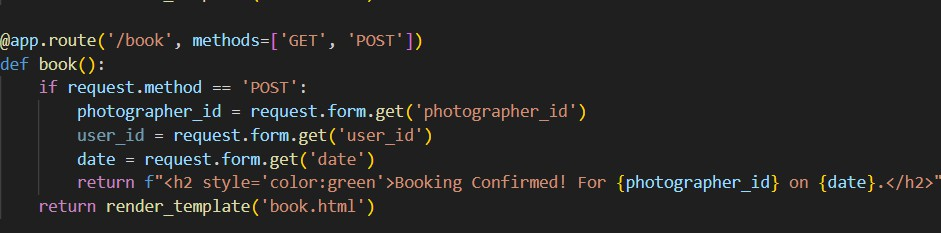 @app.route('/book', methods=['GET', 'POST'])
def book():
    if request.method == 'POST':
        photographer_id = request.form.get('photographer_id')
        user_id = request.form.get('user_id')
        date = request.form.get('date')
        return f"<h2 style='color:green'>Booking Confirmed! For {photographer_id} on {date}.</h2>"
    return render_template('book.html')